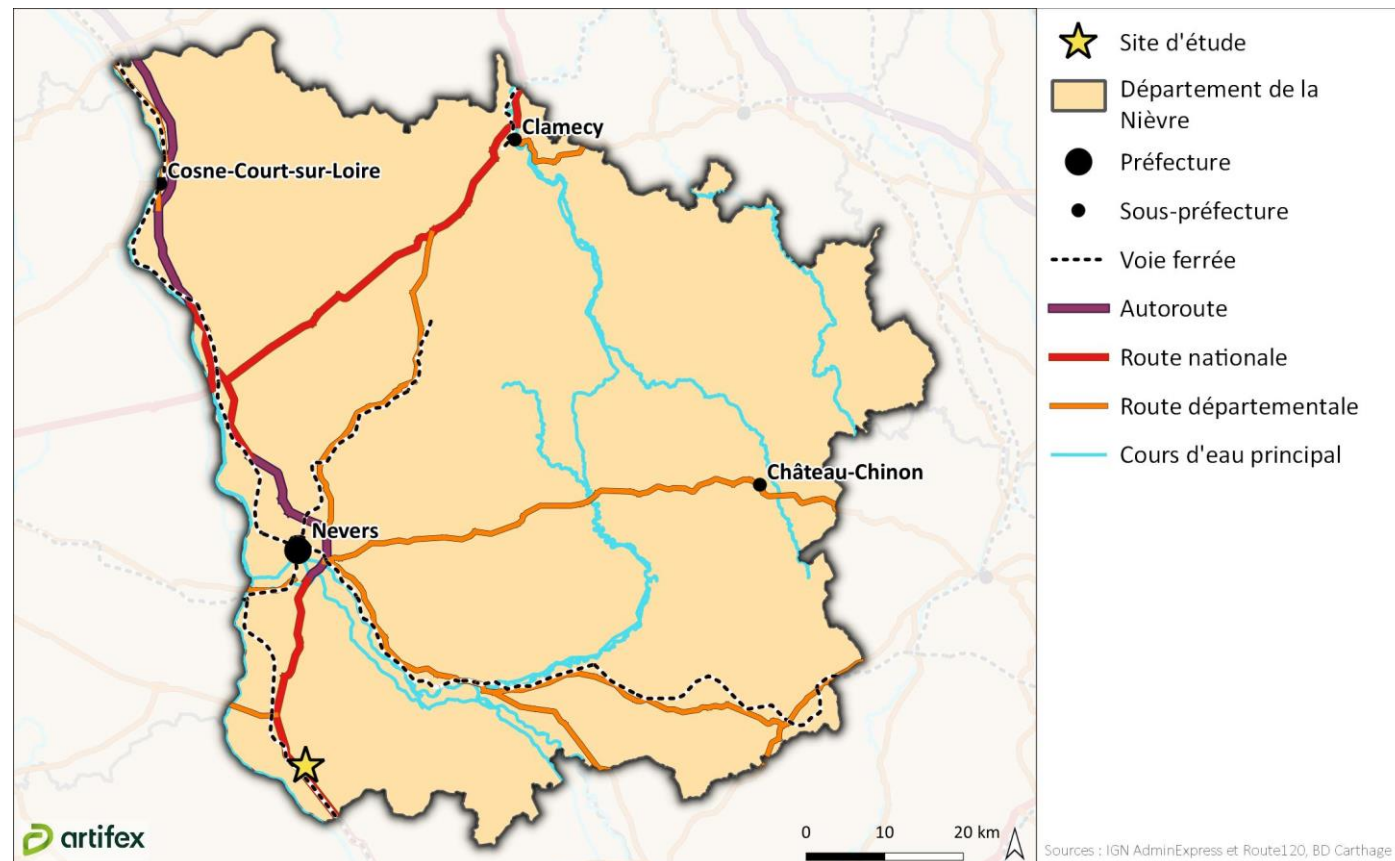 Clamecy
Cosne-Court-sur-Loire
Château-Chinon
Nevers
artifex
0 10 20 km
Site d'étude
Département de la
Nièvre
Préfecture
Sous-préfecture
Voie ferrée
Autoroute
Route nationale
Route départementale
Cours d'eau principal
Sources : IGN AdminExpress et Route120, BD Carthage